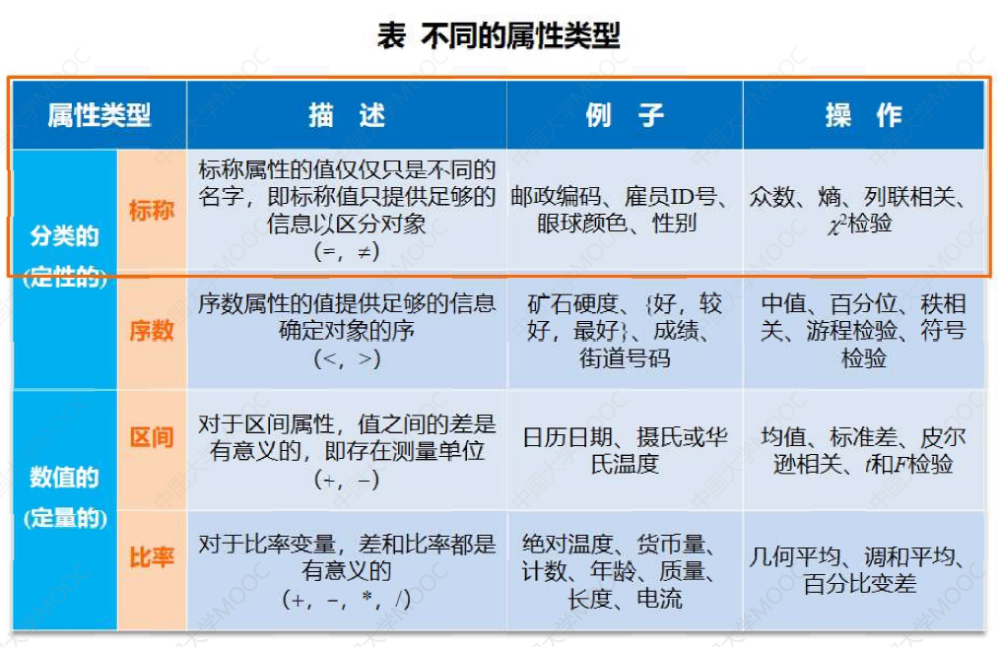 表 不同的属性类型
属性类型
描 述
例 子
操 作
分类的
(定性的)
标称
标称属性的值仅仅只是不同的
名字，即标称值只提供足够的
信息以区分对象
(=, ≠)
邮政编码、雇员ID号、
眼球颜色、性别
众数、熵、列联相关、
χ²检验
序数
序数属性的值提供足够的信息
确定对象的序
(<, >)
矿石硬度、{好，较
好，最好}、成绩、
街道号码
中值、百分位、秩相
关、游程检验、符号
检验
数值的
(定量的)
区间
对于区间属性，值之间的差是
有意义的，即存在测量单位
(+, −)
日历日期、摄氏或华
氏温度
均值、标准差、皮尔
逊相关、t和F检验
比率
对于比率变量，差和比率都是
有意义的
(+, −, *, /)
绝对温度、货币量、
计数、年龄、质量、
长度、电流
几何平均、调和平均、
百分比变差
中国大学MOOC